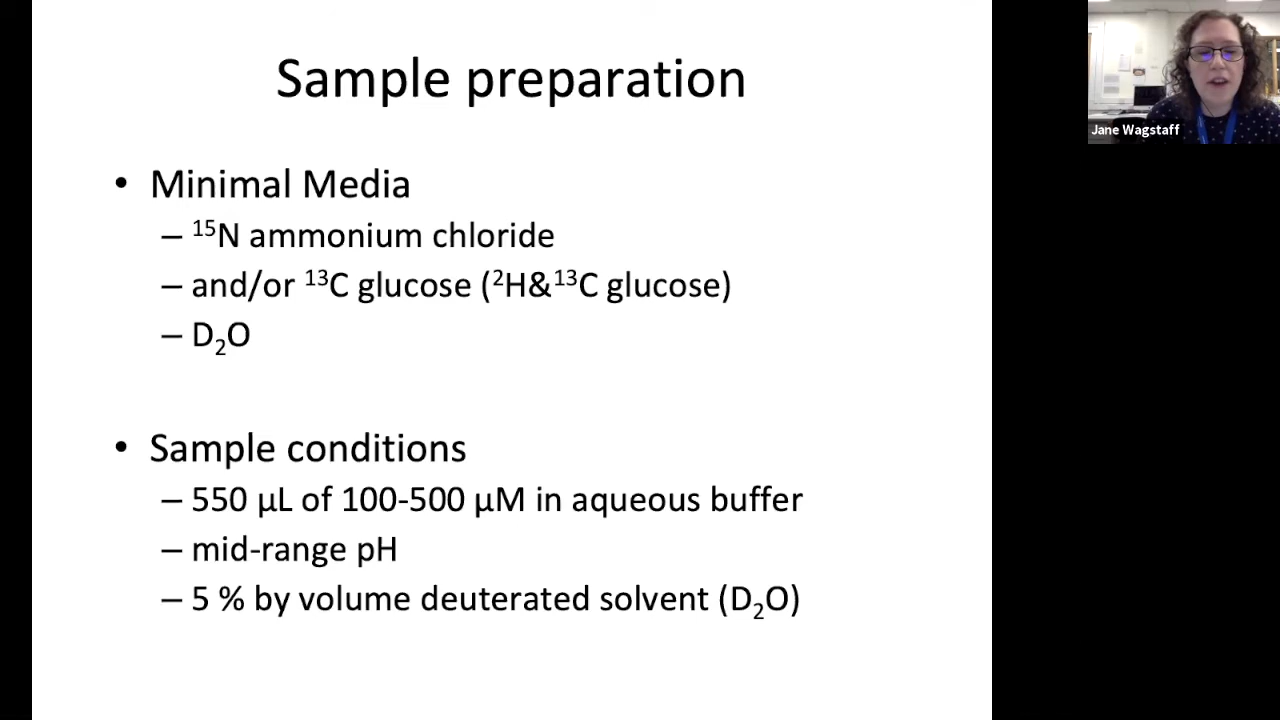 Sample preparation
• Minimal Media
– ¹⁵N ammonium chloride
– and/or ¹³C glucose (²H&¹³C glucose)
– D₂O
• Sample conditions
– 550 µL of 100-500 µM in aqueous buffer
– mid-range pH
– 5 % by volume deuterated solvent (D₂O)
Jane Wagstaff